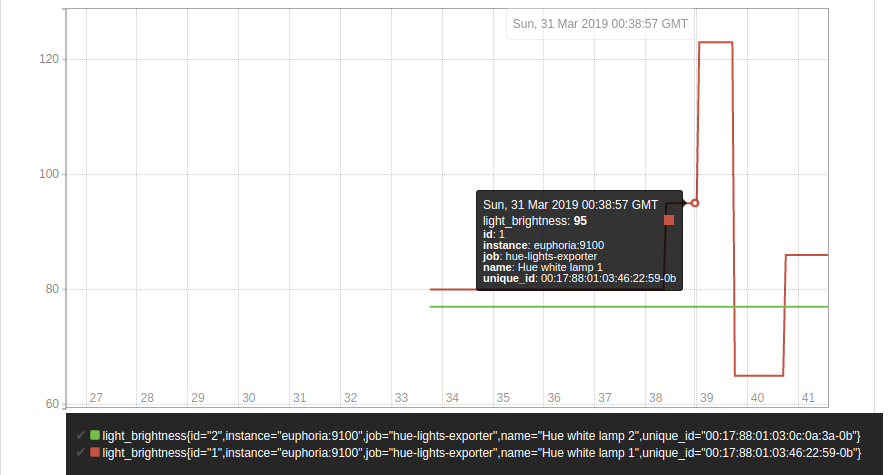 Sun, 31 Mar 2019 00:38:57 GMT
120
100
80
60
Sun, 31 Mar 2019 00:38:57 GMT
light_brightness: 95
id: 1
instance: euphoria:9100
job: hue-lights-exporter
name: Hue white lamp 1
unique_id: 00:17:88:01:03:46:22:59-0b
27 28 29 30 31 32 33 34 35 36 37 38 39 40 41
✔ light_brightness{id="2",instance="euphoria:9100",job="hue-lights-exporter",name="Hue white lamp 2",unique_id="00:17:88:01:03:0c:0a:3a-0b"}
✔ light_brightness{id="1",instance="euphoria:9100",job="hue-lights-exporter",name="Hue white lamp 1",unique_id="00:17:88:01:03:46:22:59-0b"}